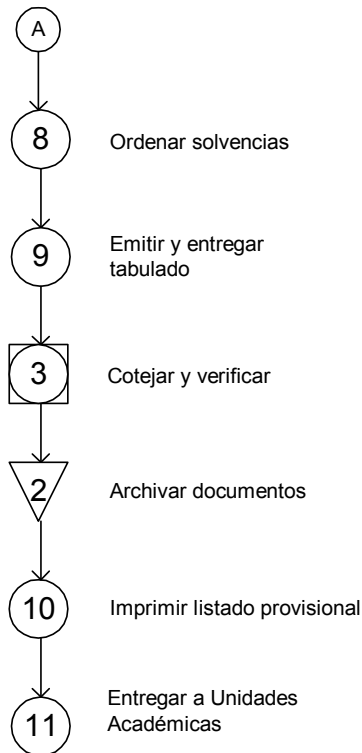 A
8
Ordenar solvencias
9
Emitir y entregar
tabulado
3
Cotejar y verificar
2
Archivar documentos
10
Imprimir listado provisional
11
Entregar a Unidades
Académicas